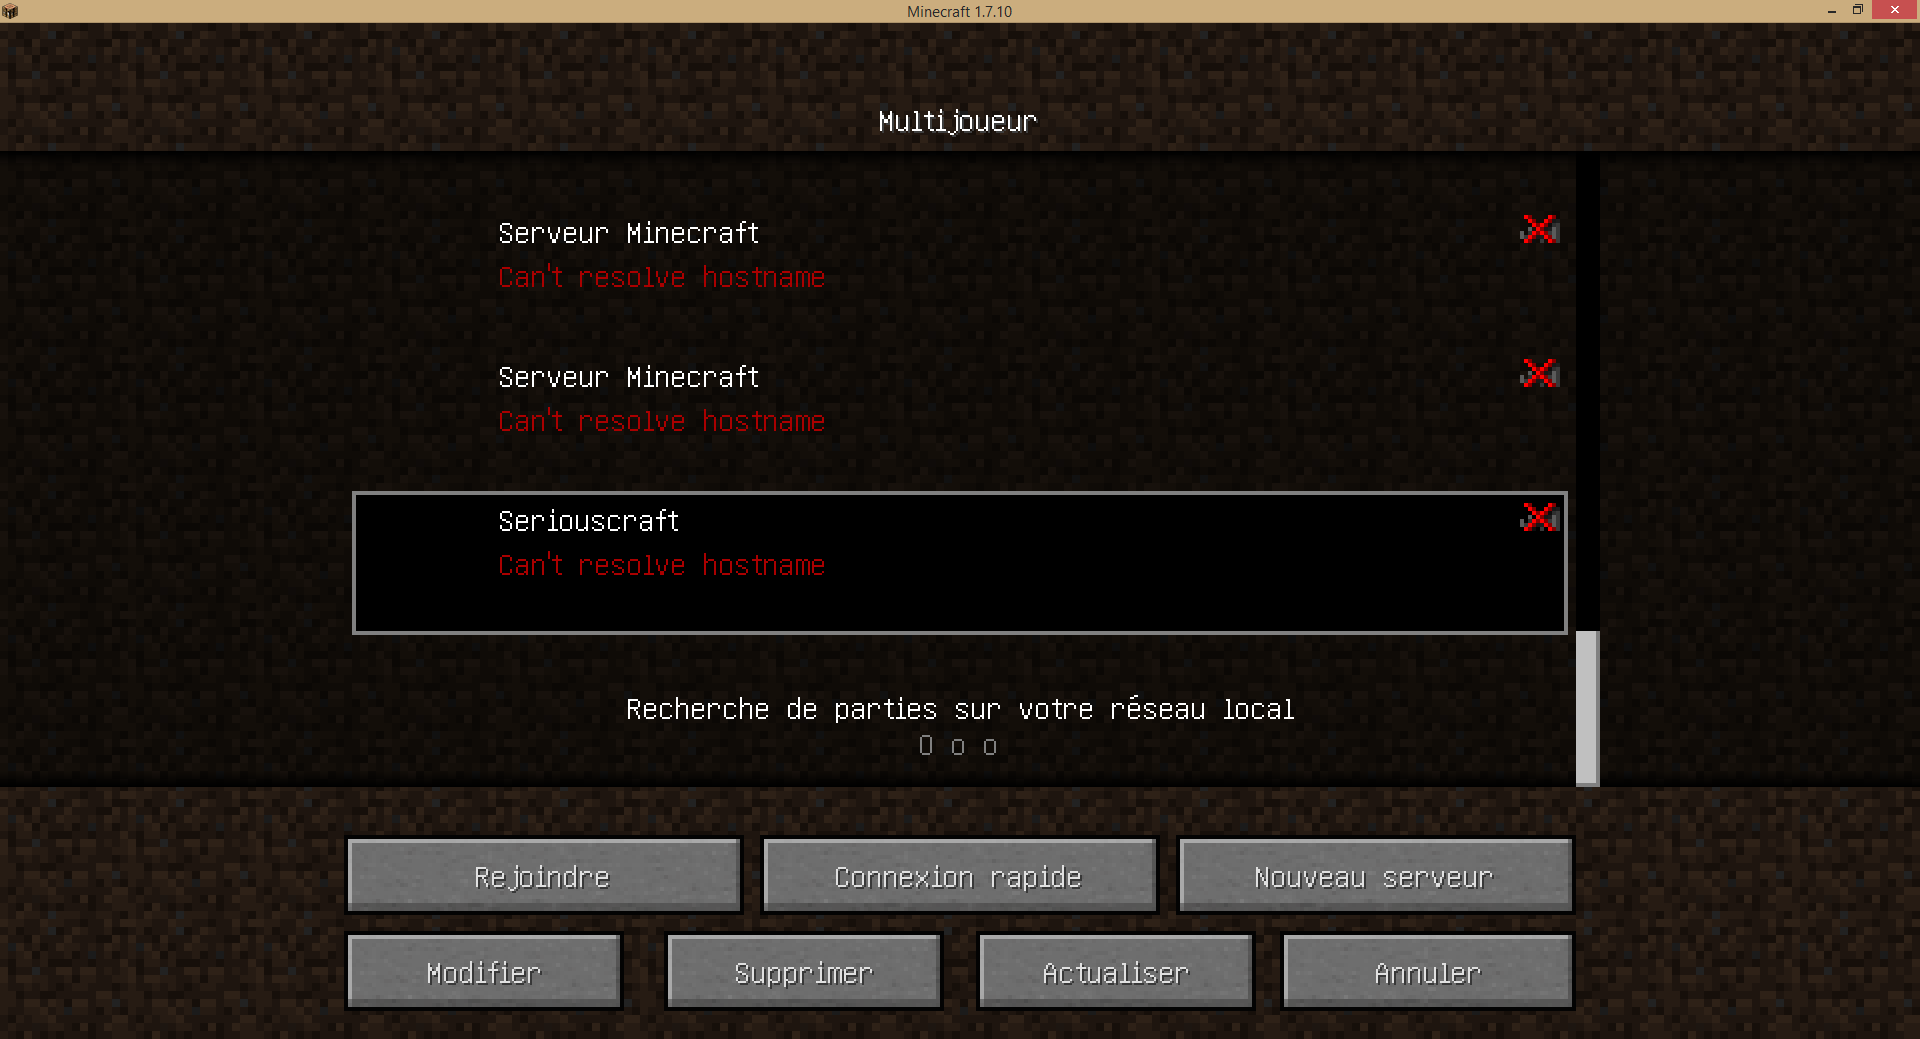 Minecraft 1.7.10
Multijoueur
Serveur Minecraft
Can't resolve hostname
Serveur Minecraft
Can't resolve hostname
Seriouscraft
Can't resolve hostname
Recherche de parties sur votre réseau local
O o o
Rejoindre
Connexion rapide
Nouveau serveur
Modifier
Supprimer
Actualiser
Annuler